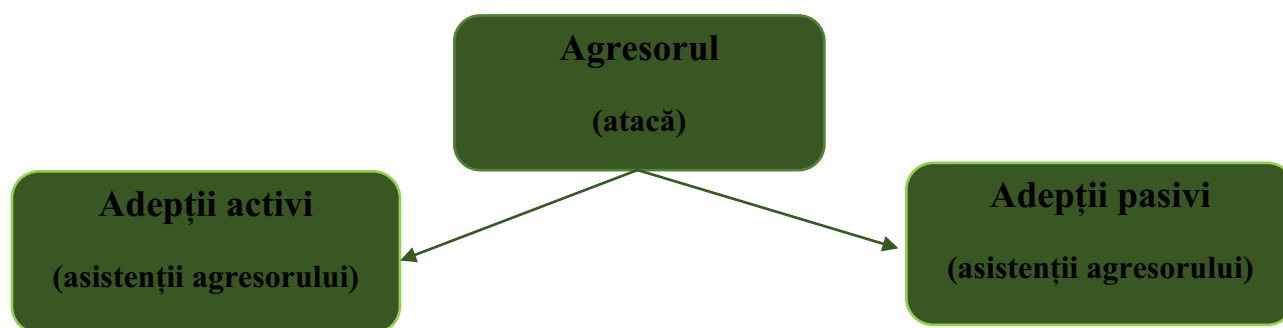 Agresorul
(atacă)
Adepții activi
(asistenții agresorului)
Adepții pasivi
(asistenții agresorului)